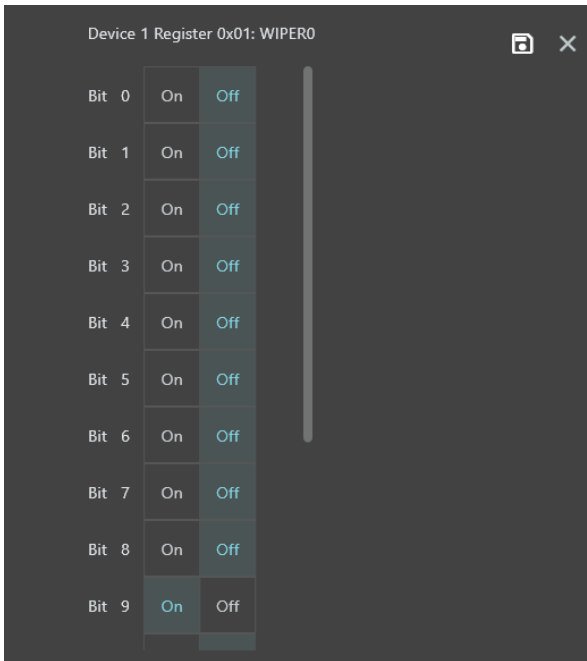 Device 1 Register 0x01: WIPER0
Bit 0 On Off
Bit 1 On Off
Bit 2 On Off
Bit 3 On Off
Bit 4 On Off
Bit 5 On Off
Bit 6 On Off
Bit 7 On Off
Bit 8 On Off
Bit 9 On Off